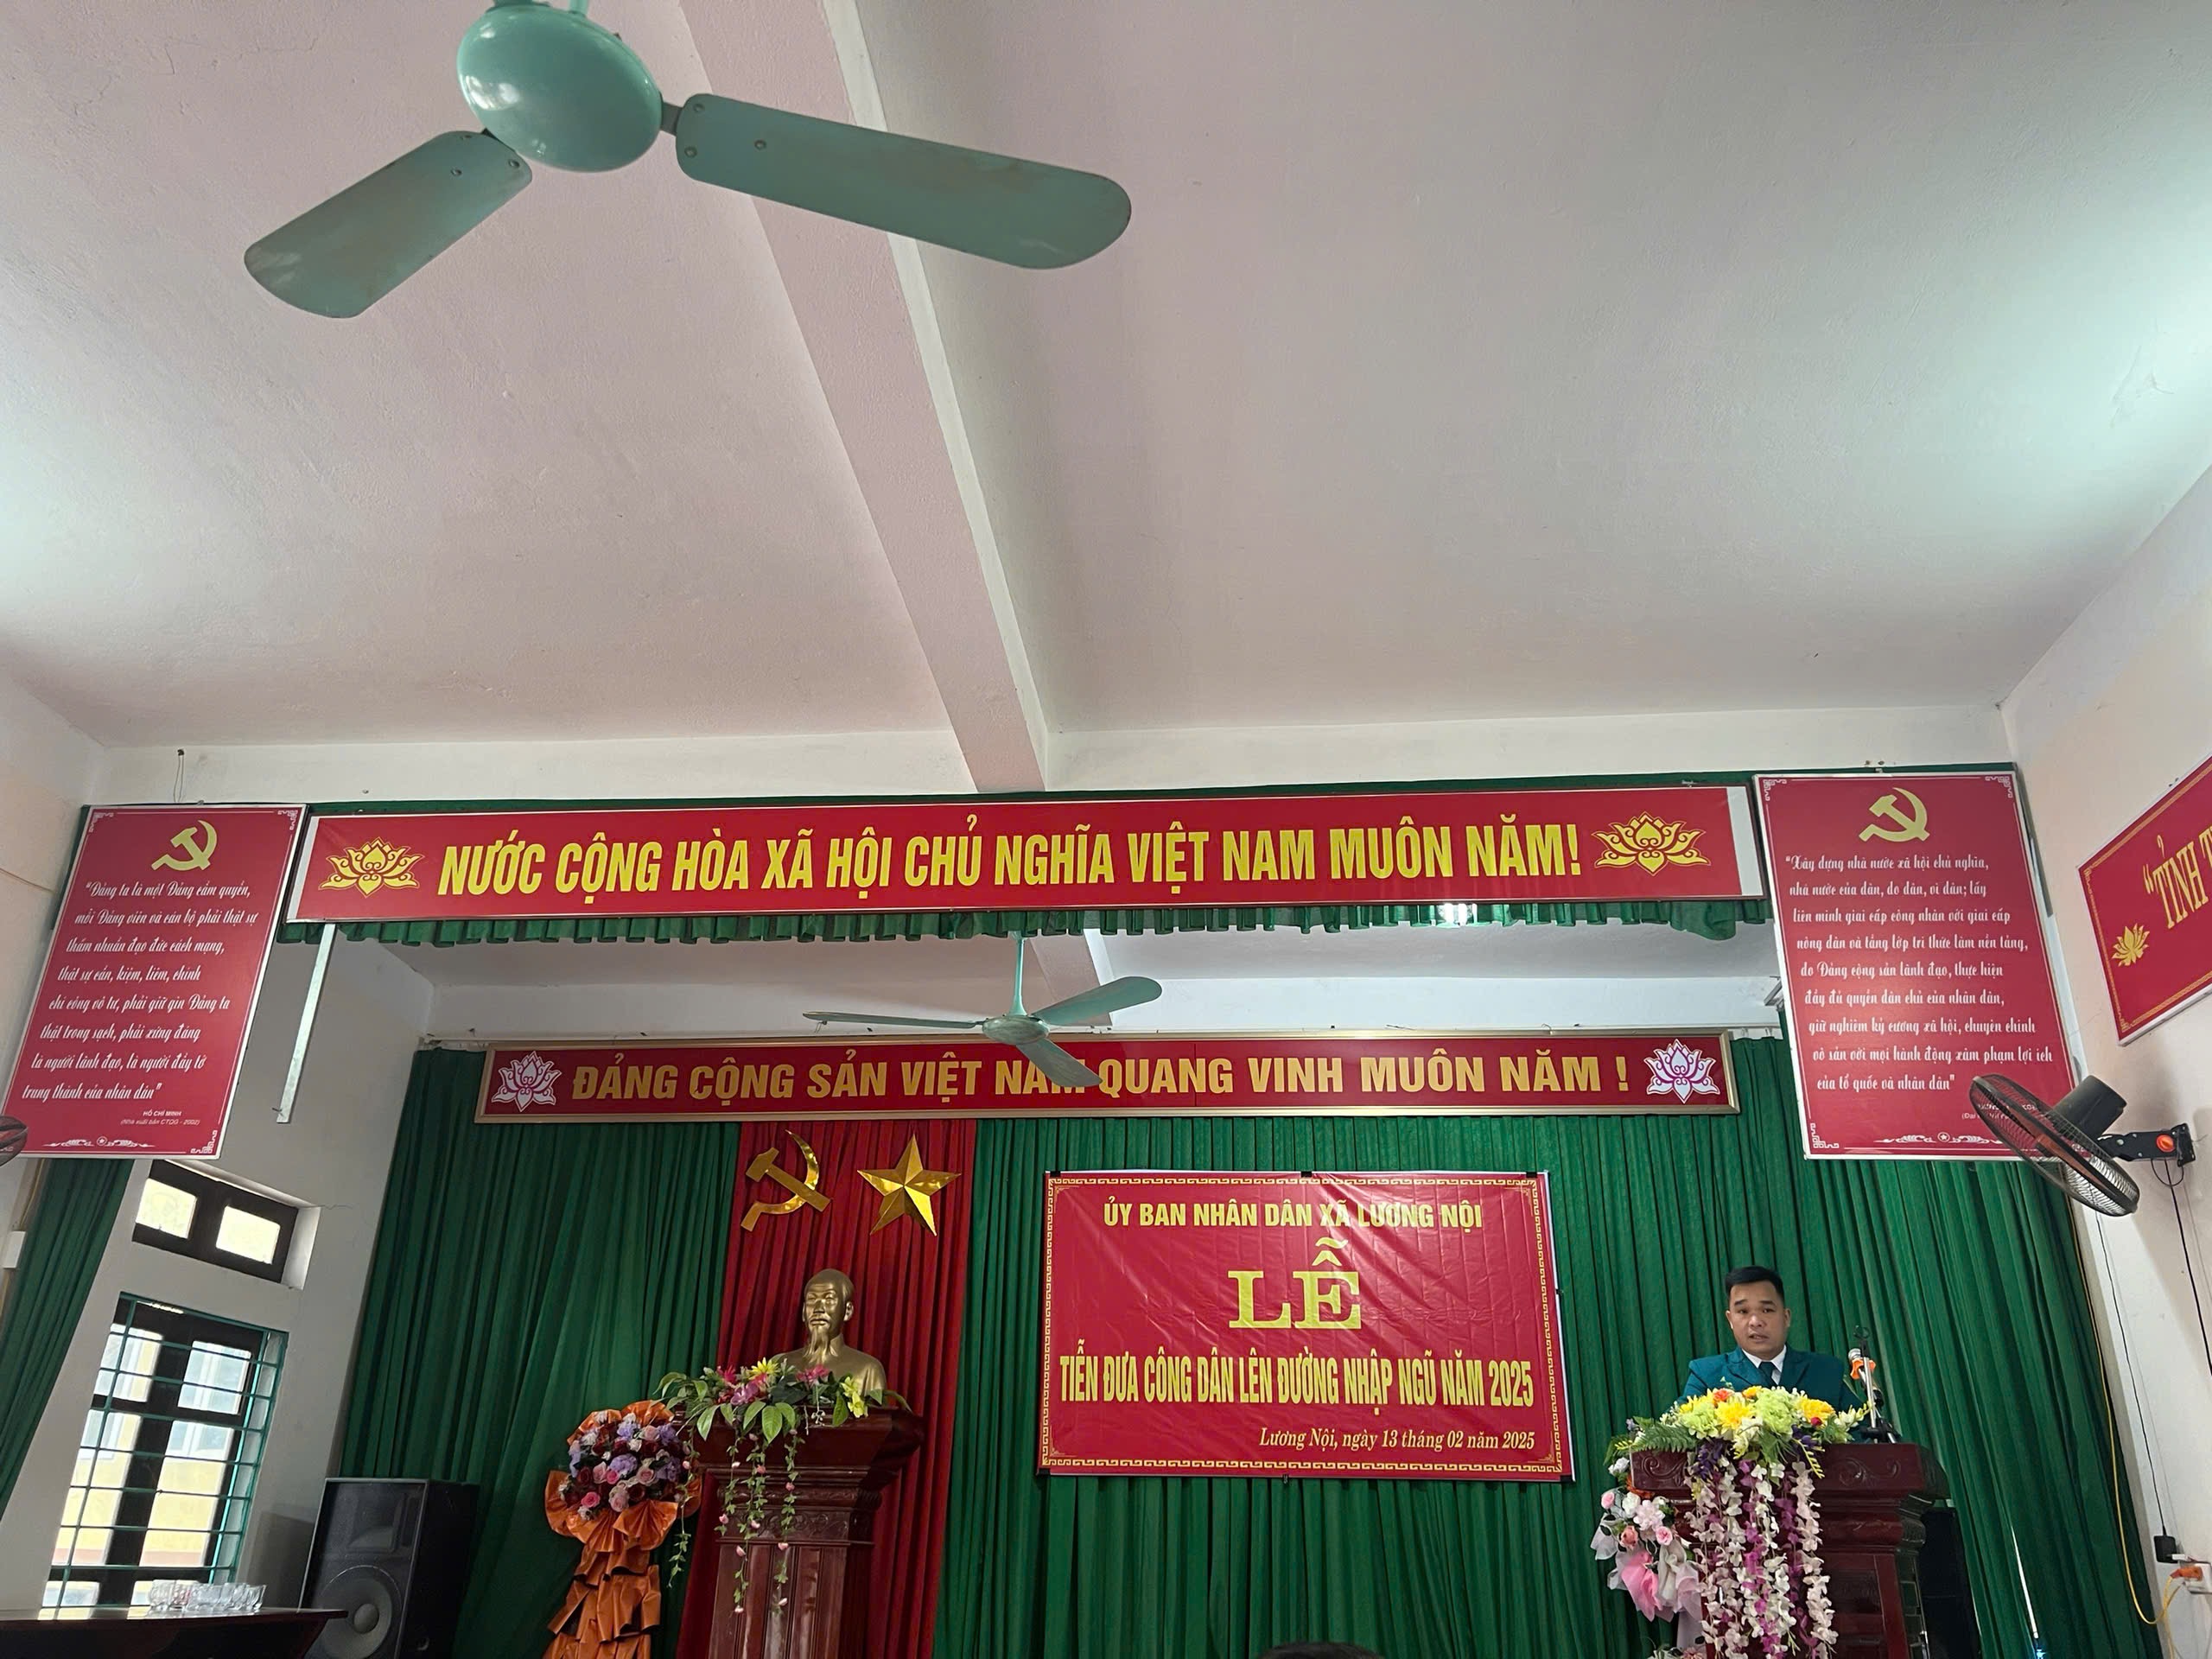 NƯỚC CỘNG HÒA XÃ HỘI CHỦ NGHĨA VIỆT NAM MUÔN NĂM!
"Đảng ta là một Đảng cầm quyền,
mỗi Đảng viên và cán bộ phải thật sự
thấm nhuần đạo đức cách mạng,
thật sự cần, kiệm, liêm, chính
chí công vô tư, phải giữ gìn Đảng ta
thật trong sạch, phải xứng đáng
là người lãnh đạo, là người đầy tớ
trung thành của nhân dân"
HỒ CHÍ MINH
(Nhà xuất bản CTQG - 2002)
"Xây dựng nhà nước xã hội chủ nghĩa,
nhà nước của dân, do dân, vì dân; lấy
liên minh giai cấp công nhân với giai cấp
nông dân và tầng lớp trí thức làm nền tảng,
do Đảng cộng sản lãnh đạo, thực hiện
đầy đủ quyền dân chủ của nhân dân,
giữ nghiêm kỷ cương xã hội, chuyên chính
vô sản với mọi hành động xâm phạm lợi ích
của tổ quốc và nhân dân"
"TỈNH
ĐẢNG CỘNG SẢN VIỆT NAM QUANG VINH MUÔN NĂM !
ỦY BAN NHÂN DÂN XÃ LƯƠNG NỘI
LỄ
TIỄN ĐƯA CÔNG DÂN LÊN ĐƯỜNG NHẬP NGŨ NĂM 2025
Lương Nội, ngày 13 tháng 02 năm 2025